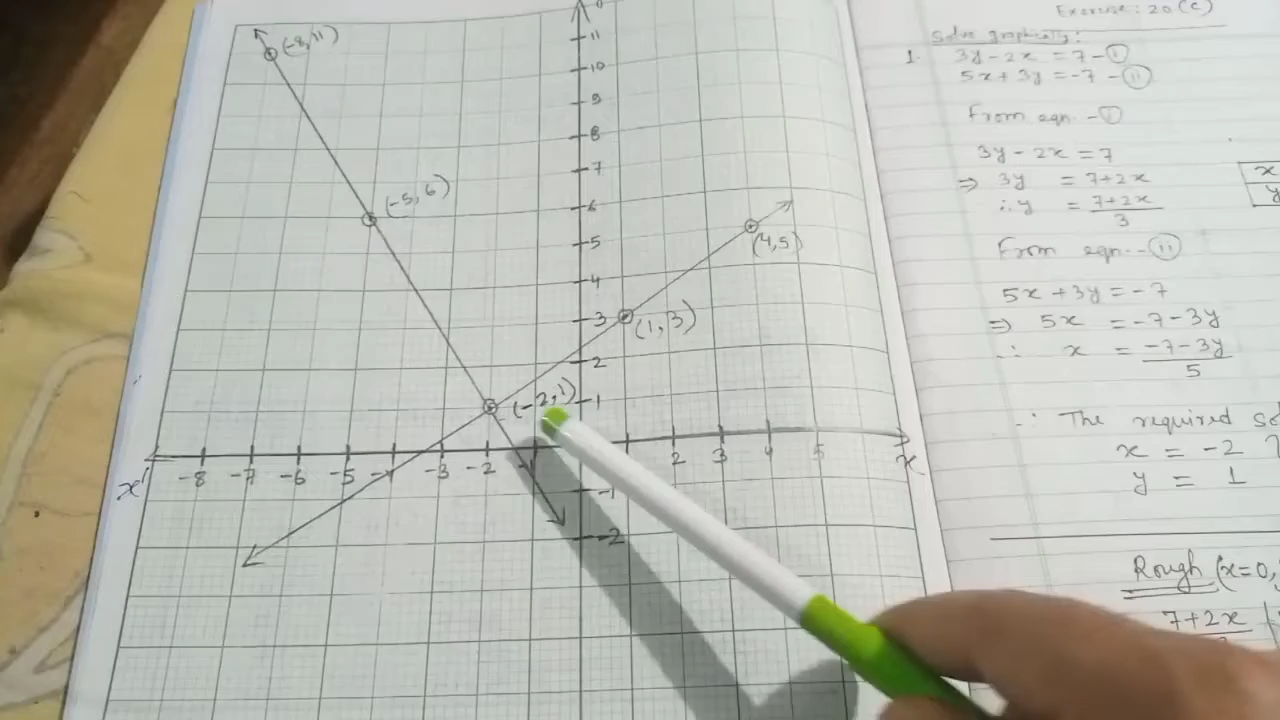 (-8,11)
11
10
9
8
7
6
5
4
3
2
1
(-5,6)
(4,5)
(1,3)
(-2,1)
x'
-8 -7 -6 -5 -3 -2 -1 2 3 4 5
x
-1
-2
Exercise: 20(c)
Solve graphically:
1. 3y - 2x = 7 - (i)
5x + 3y = -7 - (ii)
From eqn - (i)
3y - 2x = 7
⇒ 3y = 7+2x
∴ y = 7+2x / 3
x
y
From eqn - (ii)
5x + 3y = -7
⇒ 5x = -7 - 3y
∴ x = -7-3y / 5
∴ The required
x = -2
y = 1
Rough (x=0,
7+2x